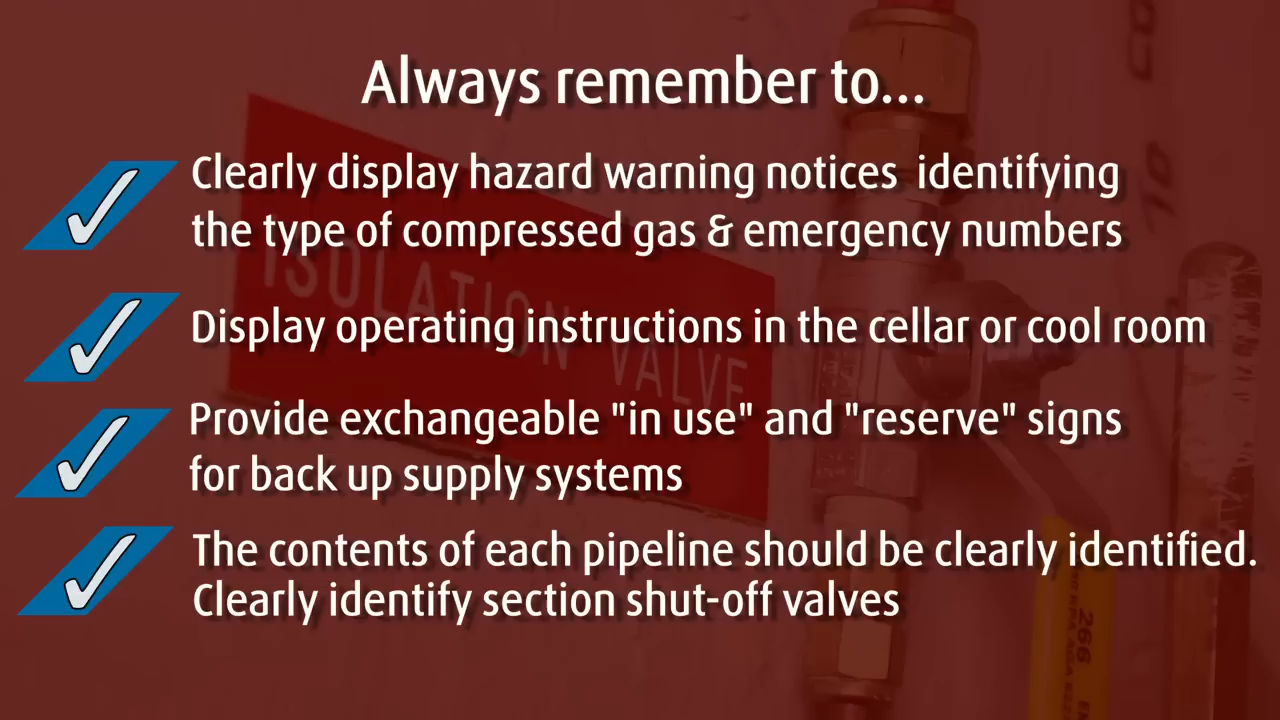 Always remember to...
Clearly display hazard warning notices identifying
the type of compressed gas & emergency numbers
Display operating instructions in the cellar or cool room
Provide exchangeable "in use" and "reserve" signs
for back up supply systems
The contents of each pipeline should be clearly identified.
Clearly identify section shut-off valves
ISOLATION VALVE
266